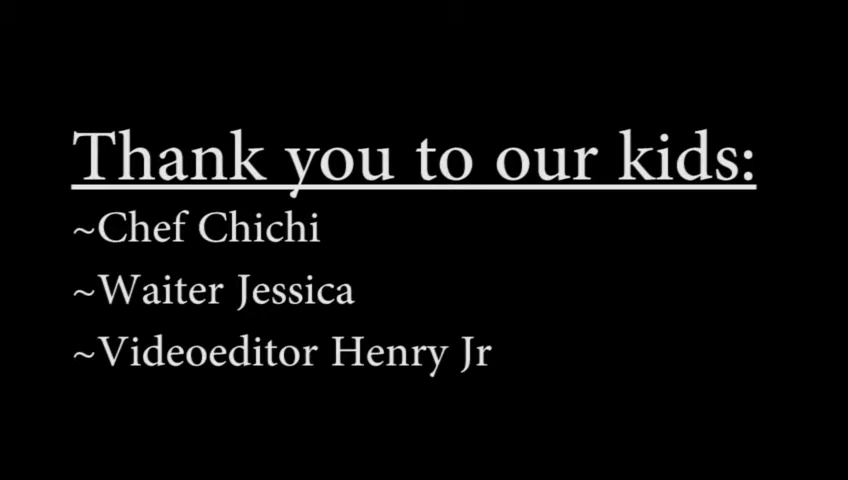 Thank you to our kids:
~Chef Chichi
~Waiter Jessica
~Videoeditor Henry Jr